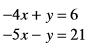 −4x + y = 6
−5x − y = 21